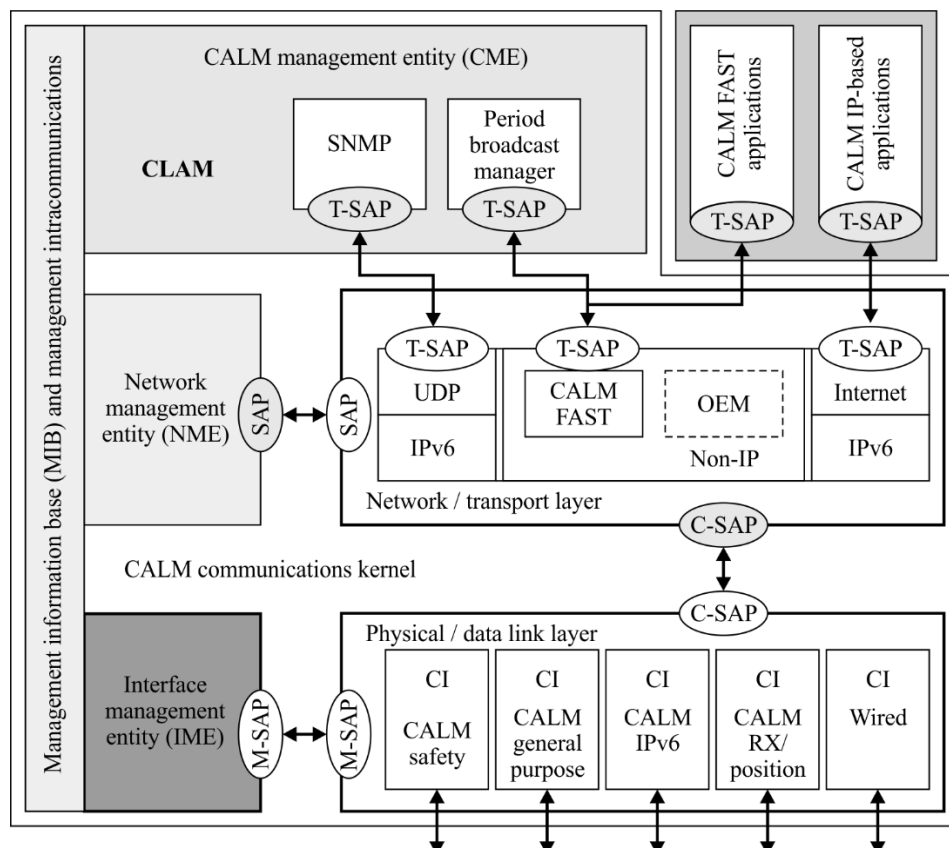 Management information base (MIB) and management intracommunications
CALM management entity (CME)
CLAM
SNMP
T-SAP
Period
broadcast
manager
T-SAP
CALM FAST
applications
T-SAP
CALM IP-based
applications
T-SAP
Network
management
entity (NME)
SAP
SAP
T-SAP
UDP
IPv6
T-SAP
CALM
FAST
OEM
Non-IP
T-SAP
Internet
IPv6
Network / transport layer
C-SAP
CALM communications kernel
C-SAP
Interface
management
entity (IME)
M-SAP
M-SAP
Physical / data link layer
CI
CALM
safety
CI
CALM
general
purpose
CI
CALM
IPv6
CI
CALM
RX/
position
CI
Wired